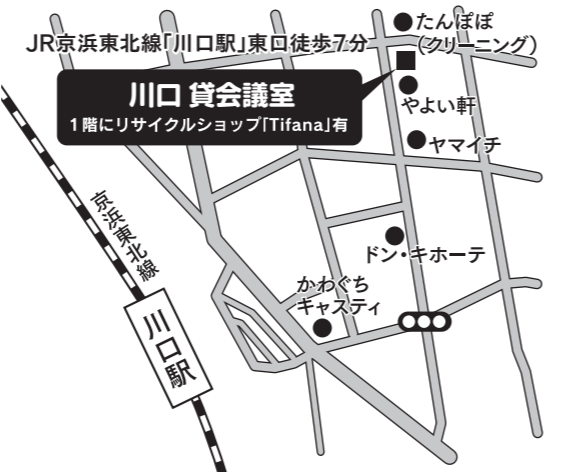 たんぽぽ
(クリーニング)
JR京浜東北線「川口駅」東口徒歩7分
川口 貸会議室
1階にリサイクルショップ「Tifana」有
やよい軒
ヤマイチ
京浜東北線
ドン・キホーテ
かわぐち
キャスティ
川口駅